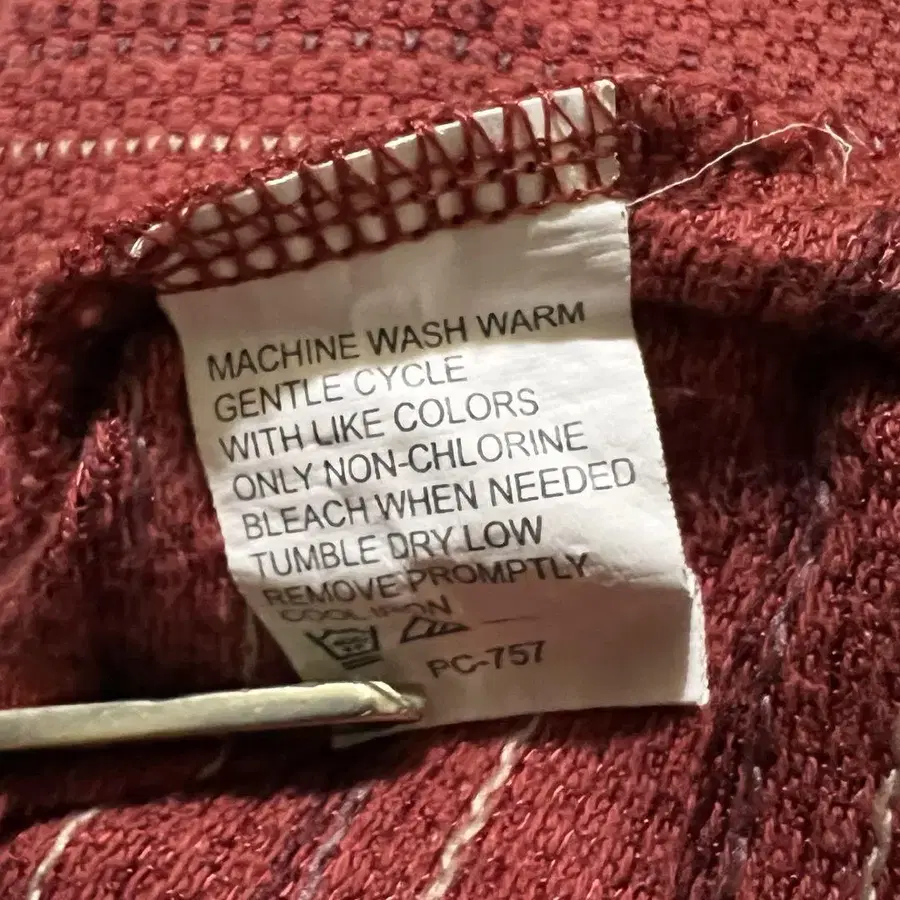 MACHINE WASH WARM
GENTLE CYCLE
WITH LIKE COLORS
ONLY NON-CHLORINE
BLEACH WHEN NEEDED
TUMBLE DRY LOW
REMOVE PROMPTLY
COOL IRON
PC-757